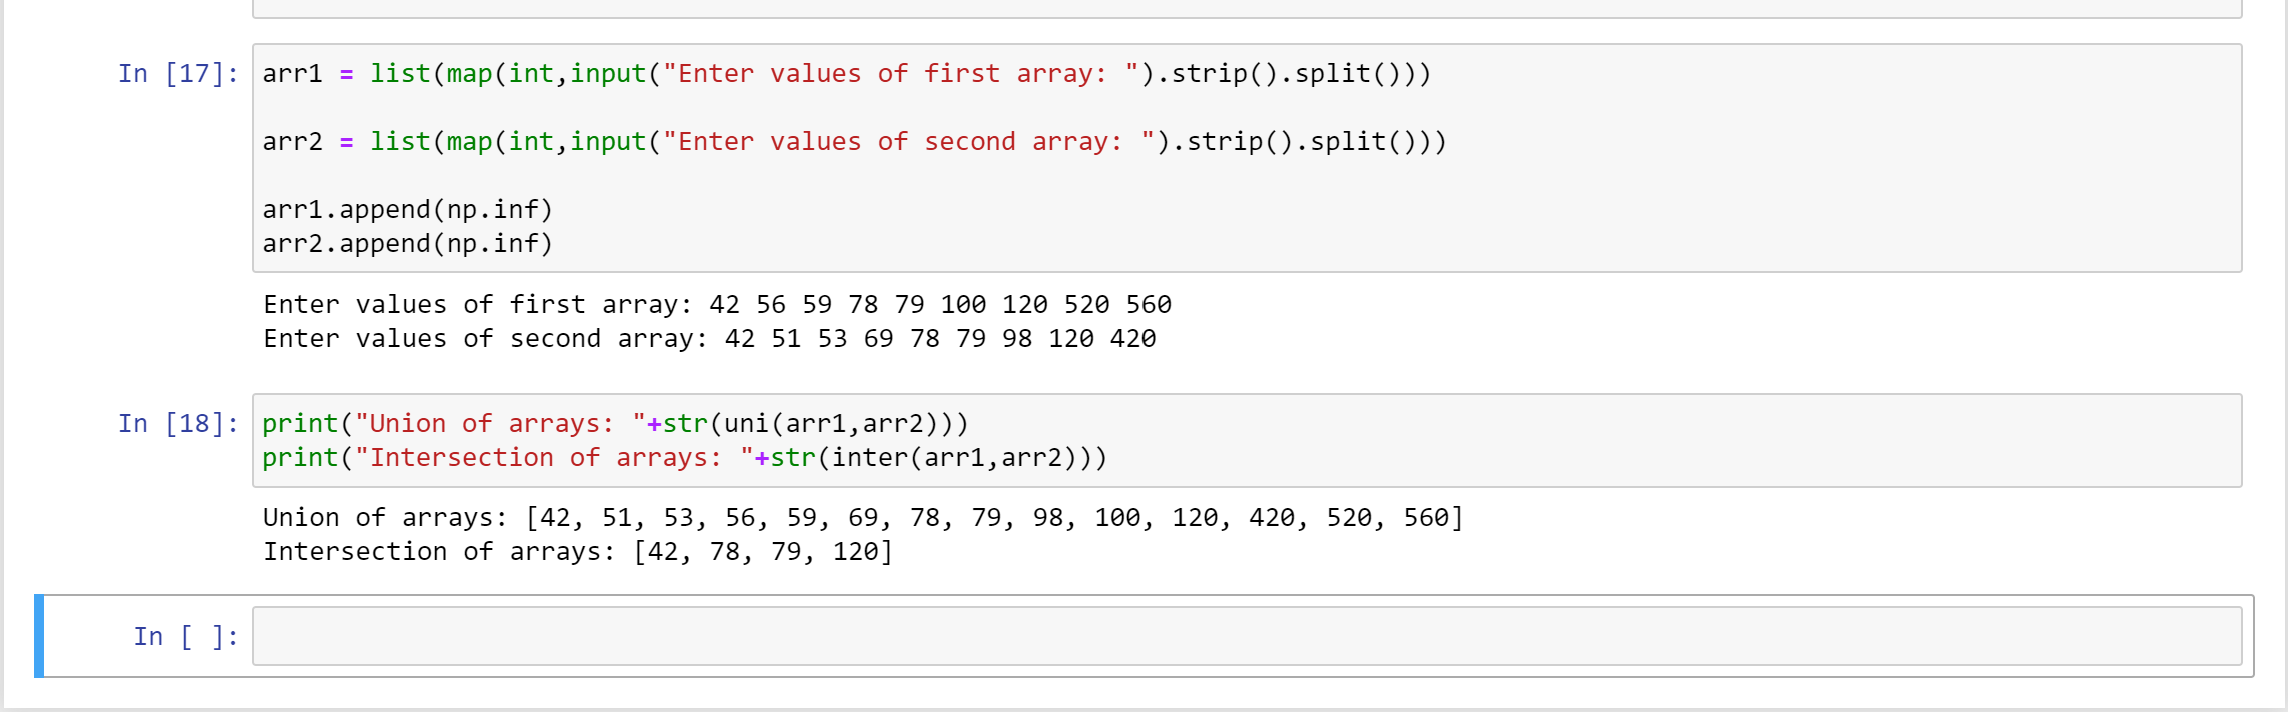 In [17]: arr1 = list(map(int,input("Enter values of first array: ").strip().split()))
arr2 = list(map(int,input("Enter values of second array: ").strip().split()))
arr1.append(np.inf)
arr2.append(np.inf)
Enter values of first array: 42 56 59 78 79 100 120 520 560
Enter values of second array: 42 51 53 69 78 79 98 120 420
In [18]: print("Union of arrays: "+str(uni(arr1,arr2)))
print("Intersection of arrays: "+str(inter(arr1,arr2)))
Union of arrays: [42, 51, 53, 56, 59, 69, 78, 79, 98, 100, 120, 420, 520, 560]
Intersection of arrays: [42, 78, 79, 120]
In [ ]: